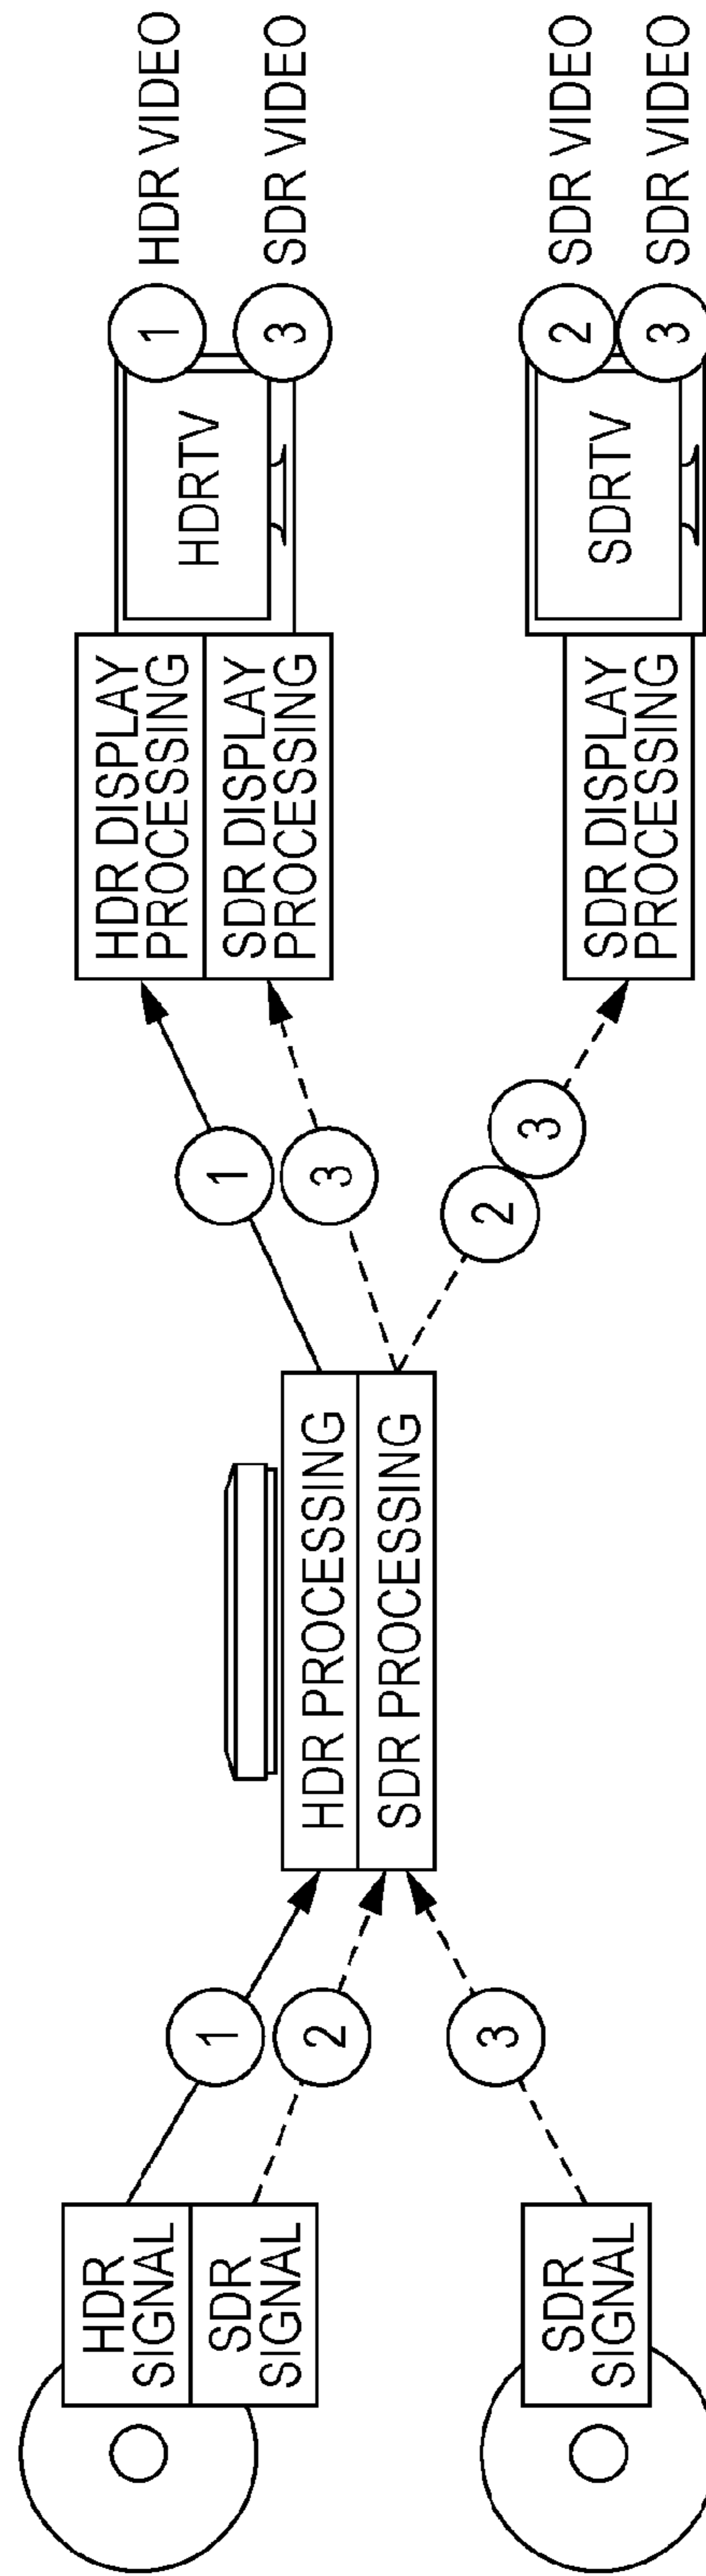 HDR
SIGNAL
SDR
SIGNAL
1
2
HDR PROCESSING
SDR PROCESSING
1
3
HDR DISPLAY
PROCESSING
SDR DISPLAY
PROCESSING
HDRTV
1
HDR VIDEO
3
SDR VIDEO
SDR
SIGNAL
3
2
3
SDR DISPLAY
PROCESSING
SDRTV
2
SDR VIDEO
3
SDR VIDEO